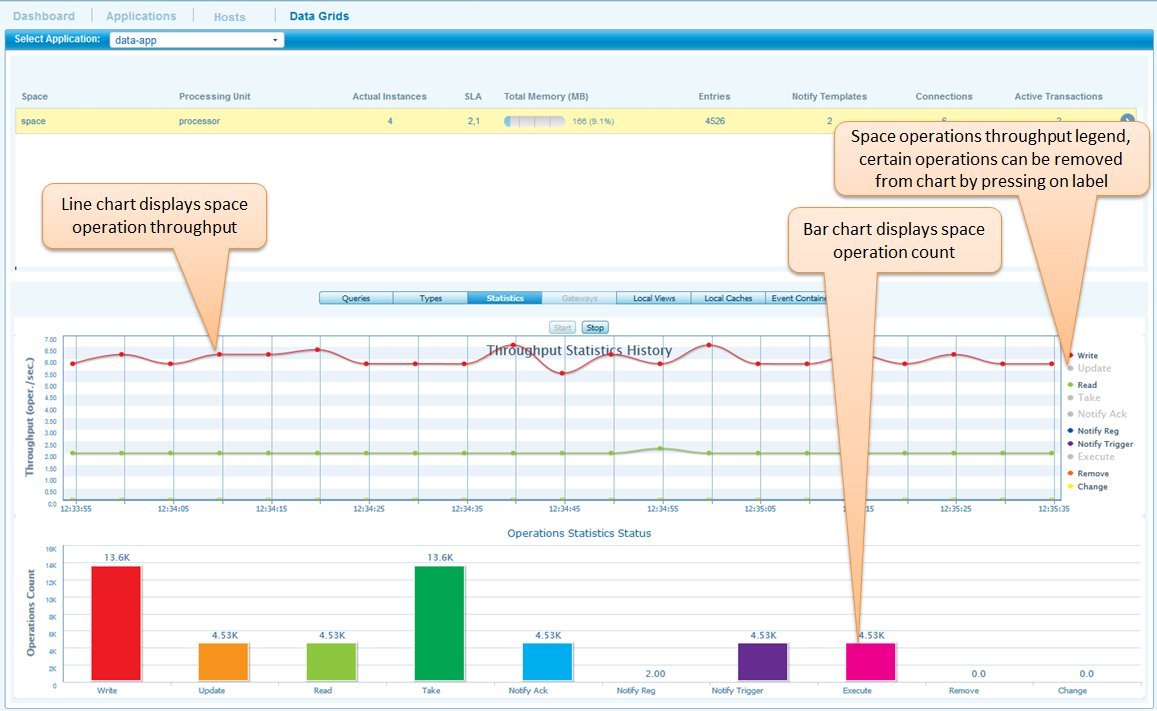 Dashboard Applications Hosts Data Grids
Select Application: data-app
Space Processing Unit Actual Instances SLA Total Memory (MB) Entries Notify Templates Connections Active Transactions
space processor 4 2,1 166 (9.1%) 4526 2
Space operations throughput legend,
certain operations can be removed
from chart by pressing on label
Line chart displays space
operation throughput
Bar chart displays space
operation count
Queries Types Statistics Gateways Local Views Local Caches Event Containe
Start Stop
Throughput Statistics History
Throughput (oper./sec.)
7.00
6.50
6.00
5.50
5.00
4.50
4.00
3.50
3.00
2.50
2.00
1.50
1.00
0.50
0.0
12:33:55 12:34:05 12:34:15 12:34:25 12:34:35 12:34:45 12:34:55 12:35:05 :15 12:35:25 12:35:35
Write
Update
Read
Take
Notify Ack
Notify Reg
Notify Trigger
Execute
Remove
Change
Operations Statistics Status
Operations Count
16K
14K
12K
10K
8K
6K
4K
2K
0
13.6K 4.53K 4.53K 13.6K 4.53K 2.00 4.53K 4.53K 0.0 0.0
Write Update Read Take Notify Ack Notify Reg Notify Trigger Execute Remove Change